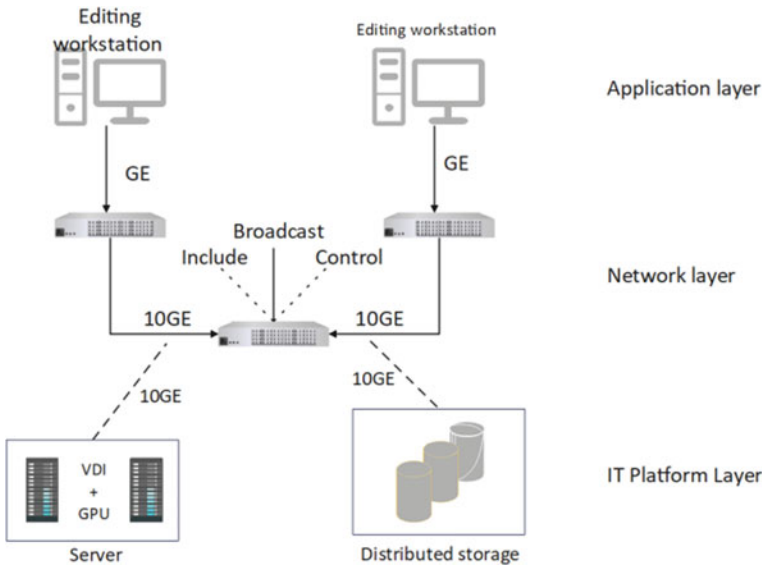 Editing
workstation
Editing workstation
Application layer
GE
GE
Broadcast
Include
Control
Network layer
10GE
10GE
10GE
10GE
VDI
+
GPU
IT Platform Layer
Server
Distributed storage